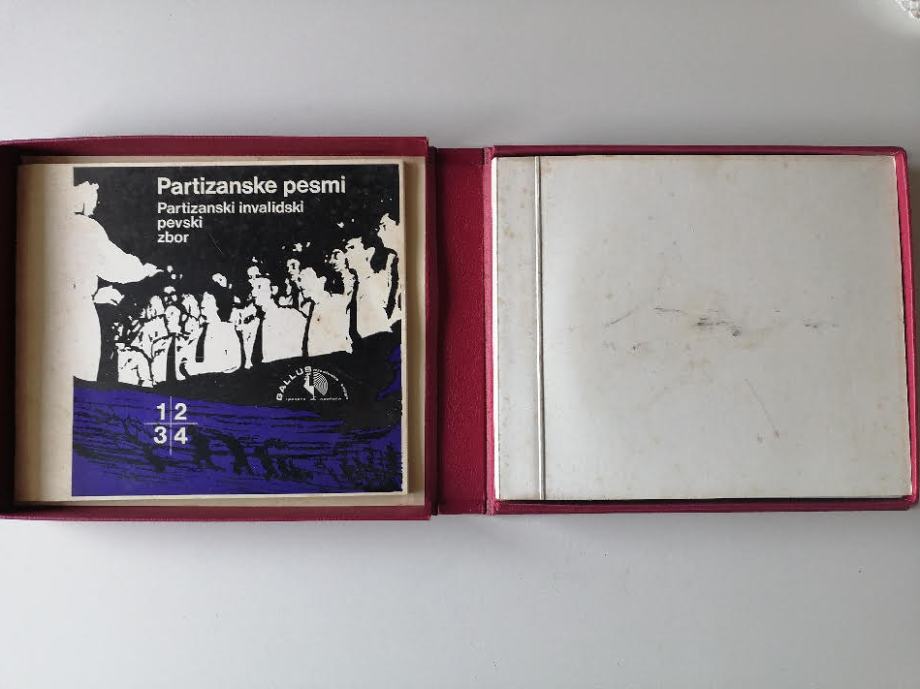 Partizanske pesmi
Partizanski invalidski
pevski
zbor
GALLUS
1 2
3 4